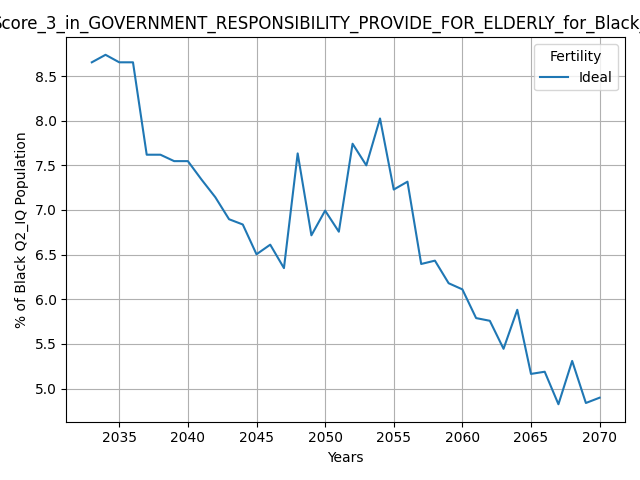 Score_3_in_GOVERNMENT_RESPONSIBILITY_PROVIDE_FOR_ELDERLY_for_Black_
Fertility
Ideal
8.5
8.0
7.5
7.0
6.5
6.0
5.5
5.0
% of Black Q2_IQ Population
2035 2040 2045 2050 2055 2060 2065 2070
Years